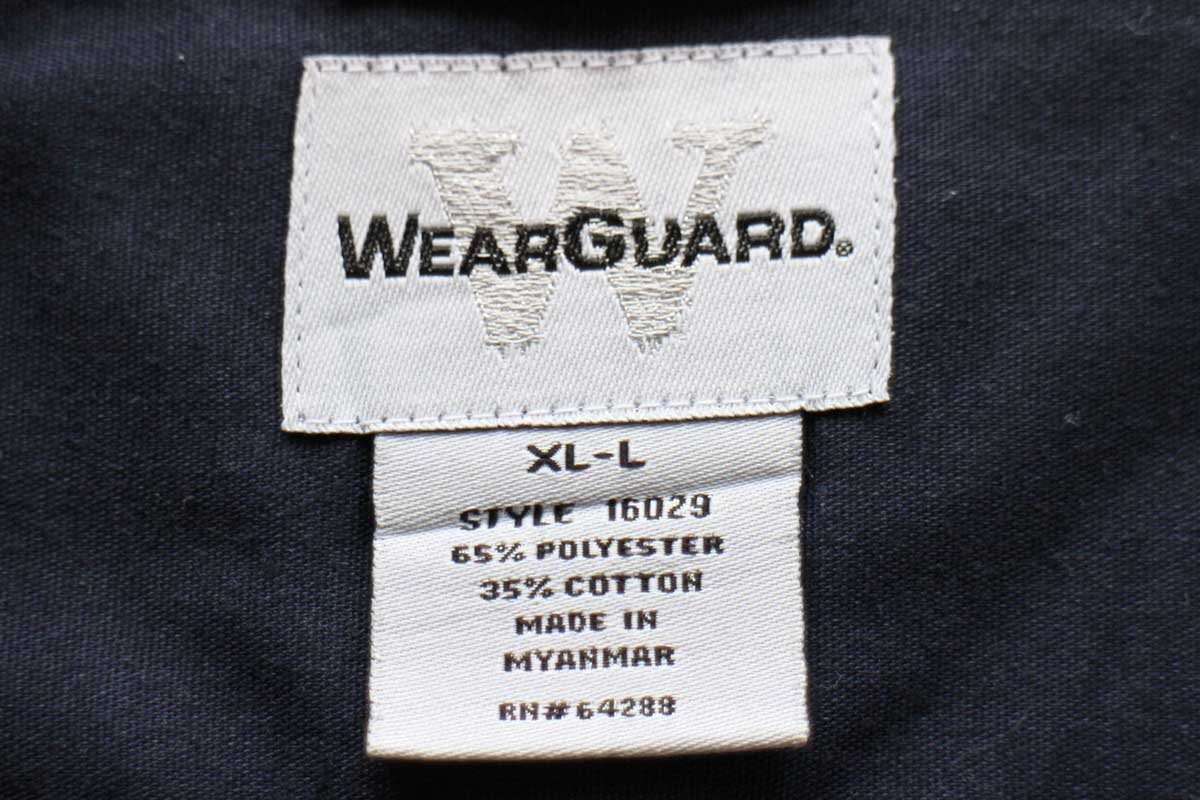 W
WEARGUARD®
XL-L
STYLE 16029
65% POLYESTER
35% COTTON
MADE IN
MYANMAR
RN# 64288